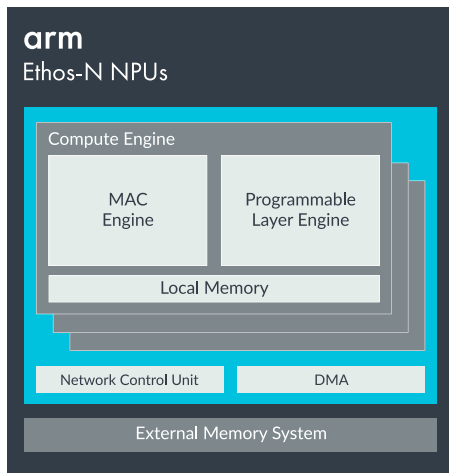 arm
Ethos-N NPUs
Compute Engine
MAC
Engine
Programmable
Layer Engine
Local Memory
Network Control Unit
DMA
External Memory System